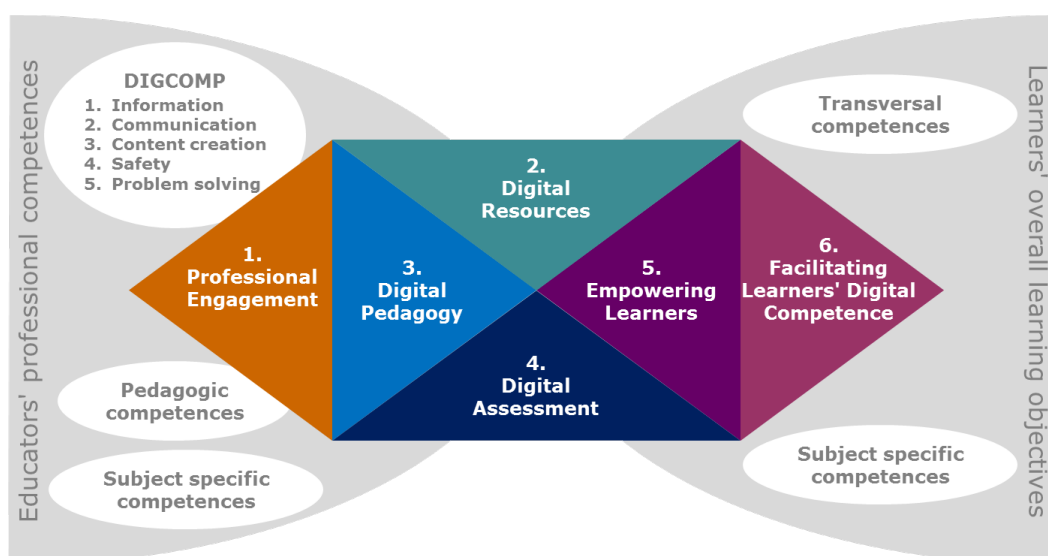 Educators' professional competences
DIGCOMP
1. Information
2. Communication
3. Content creation
4. Safety
5. Problem solving
Pedagogic
competences
Subject specific
competences
1.
Professional
Engagement
2.
Digital
Resources
3.
Digital
Pedagogy
4.
Digital
Assessment
5.
Empowering
Learners
6.
Facilitating
Learners' Digital
Competence
Transversal
competences
Subject specific
competences
Learners' overall learning objectives